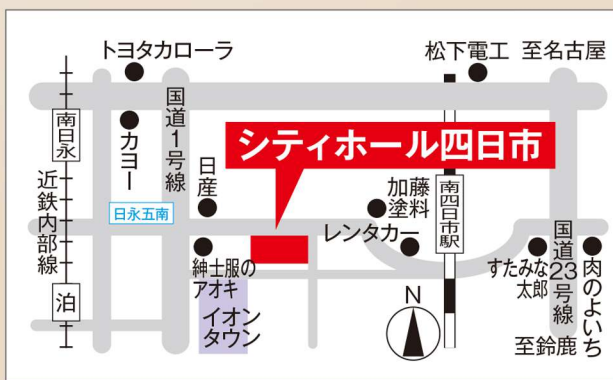 トヨタカローラ
松下電工
至名古屋
南日永
カヨー
国道1号線
シティホール四日市
日産
加藤
塗料
南四日市駅
近鉄内部線
日永五南
レンタカー
国道23号線
紳士服の
アオキ
すたみな
太郎
肉のよいち
泊
イオン
タウン
N
至鈴鹿